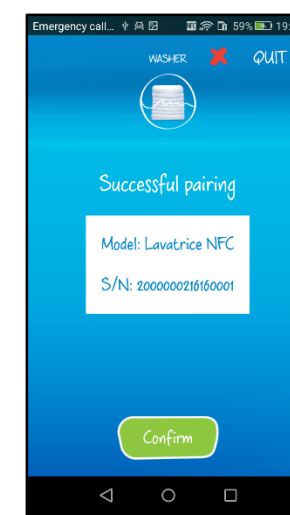 Emergency call... 59% 19:
WASHER QUIT
Successful pairing
Model: Lavatrice NFC
S/N: 2000000216160001
Confirm